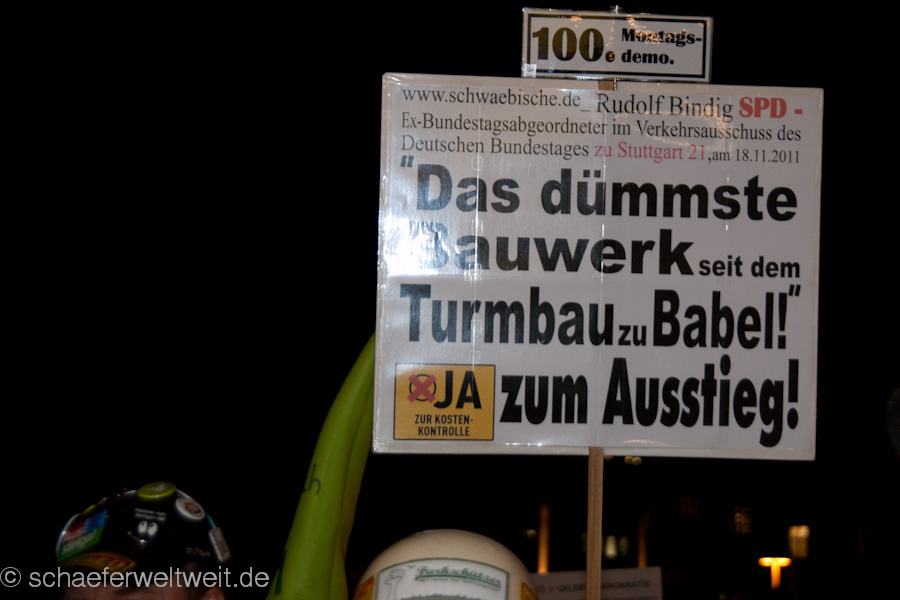 100. Montags-
demo.
www.schwaebische.de_ Rudolf Bindig SPD -
Ex-Bundestagsabgeordneter im Verkehrsausschuss des
Deutschen Bundestages zu Stuttgart 21,am 18.11.2011
"Das dümmste
Bauwerk seit dem
Turmbau zu Babel!"
JA zum Ausstieg!
ZUR KOSTEN-
KONTROLLE
Parkschützer
© schaeferweltweit.de